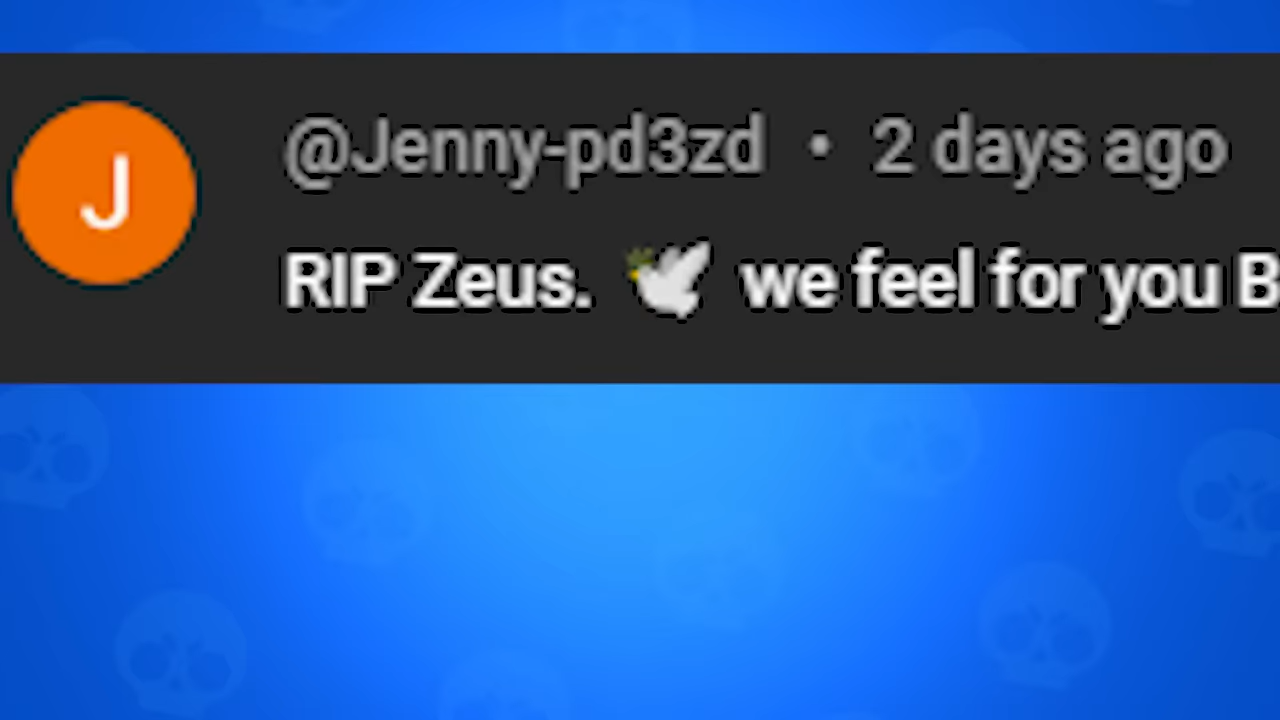 J
@Jenny-pd3zd • 2 days ago
RIP Zeus. 🕊 we feel for you B